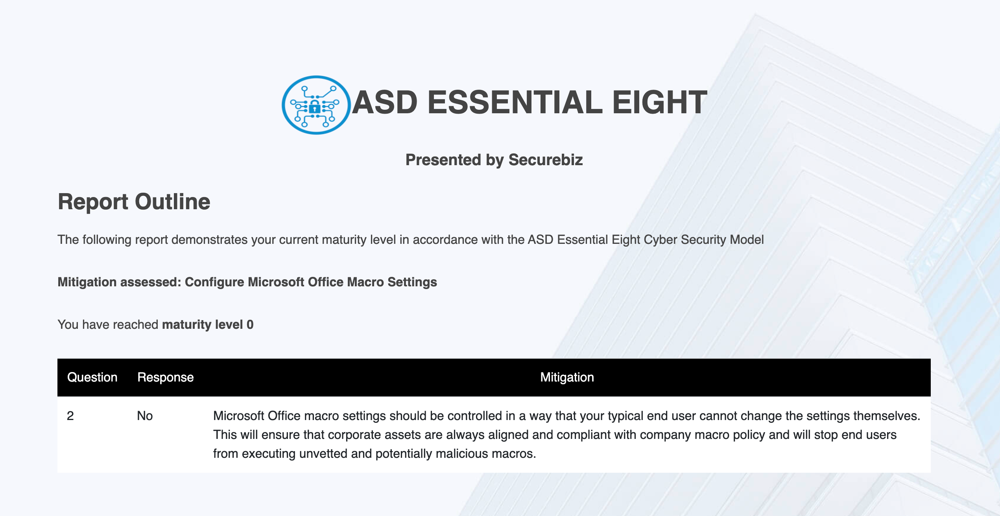 ASD ESSENTIAL EIGHT
Presented by Securebiz
Report Outline
The following report demonstrates your current maturity level in accordance with the ASD Essential Eight Cyber Security Model
Mitigation assessed: Configure Microsoft Office Macro Settings
You have reached maturity level 0
Question Response Mitigation
2 No Microsoft Office macro settings should be controlled in a way that your typical end user cannot change the settings themselves.
This will ensure that corporate assets are always aligned and compliant with company macro policy and will stop end users
from executing unvetted and potentially malicious macros.